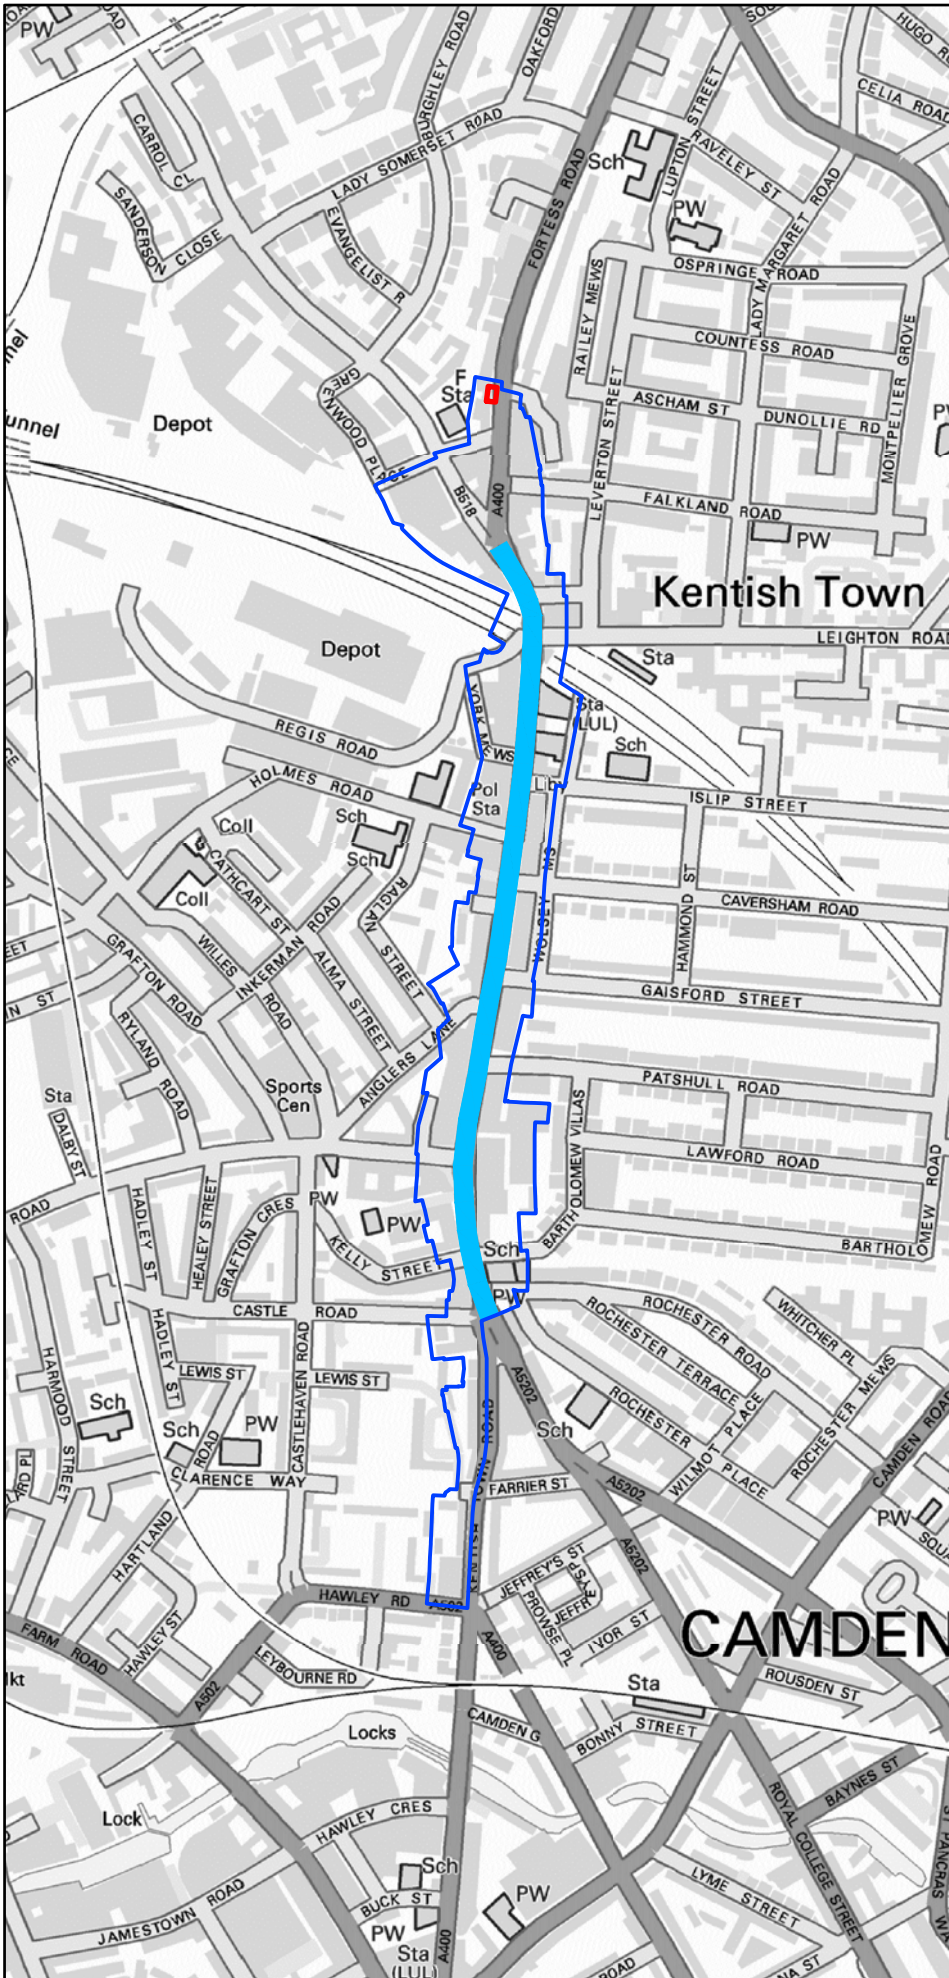 PW
ROAD
BURGHLEY ROAD
OAKFORD
HUGO
CELIA ROAD
CARROL CL
LADY SOMERSET ROAD
Sch
LUPTON STREET
RAVELEY ST
SANDERSON CLOSE
EVANGELIST R
FORTESS ROAD
PW
LADY MARGARET ROAD
OSPRINGE ROAD
RAILEY MEWS
COUNTESS ROAD
MONTPELIER GROVE
GREENWOOD PLACE
F
Sta
Depot
ASCHAM ST
DUNOLLIE RD
LEVERTON STREET
B518
A400
FALKLAND ROAD
PW
Kentish Town
LEIGHTON ROAD
Depot
Sta
YORK MEWS
Sta
(LUL)
REGIS ROAD
Sch
HOLMES ROAD
Pol
Sta
Liby
ISLIP STREET
Coll
Sch
Sch
CATHCART ST
Coll
RAGLAN STREET
WOLSEY MS
HAMMOND ST
CAVERSHAM ROAD
GRAFTON ROAD
WILLES ROAD
INKERMAN ROAD
ALMA STREET
GAISFORD STREET
RYLAND ROAD
ANGLERS LANE
Sta
Sports
Cen
PATSHULL ROAD
DALBY ST
BARTHOLOMEW VILLAS
LAWFORD ROAD
ROAD
HADLEY ST
HEALEY STREET
GRAFTON CRES
PW
PW
KELLY STREET
Sch
BARTHOLOMEW ROAD
PW
CASTLE ROAD
ROCHESTER ROAD
ROCHESTER TERRACE
WHITCHER PL
HADLEY ST
LEWIS ST
CASTLEHAVEN ROAD
LEWIS ST
A5202
ROCHESTER MEWS
HARMOND STREET
Sch
Sch
PW
Sch
ROCHESTER PLACE
WILMOT PLACE
CAMDEN ROAD
HARTLAND ROAD
CLARENCE WAY
KENTISH TOWN ROAD
FARRIER ST
A5202
PW
JEFFREY'S ST
A5202
PROWSE PL
JEFFREY'S PL
IVOR ST
HAWLEY RD
A502
A400
CAMDEN
FARM ROAD
HAWLEY ST
LEYBOURNE RD
A502
Sta
ROUSDEN ST
Locks
CAMDEN G
BONNY STREET
Lock
HAWLEY CRES
ROYAL COLLEGE STREET
BAYNES ST
Sch
BUCK ST
PW
LYME STREET
JAMESTOWN ROAD
PW
Sta
(LUL)
A400
ROAD